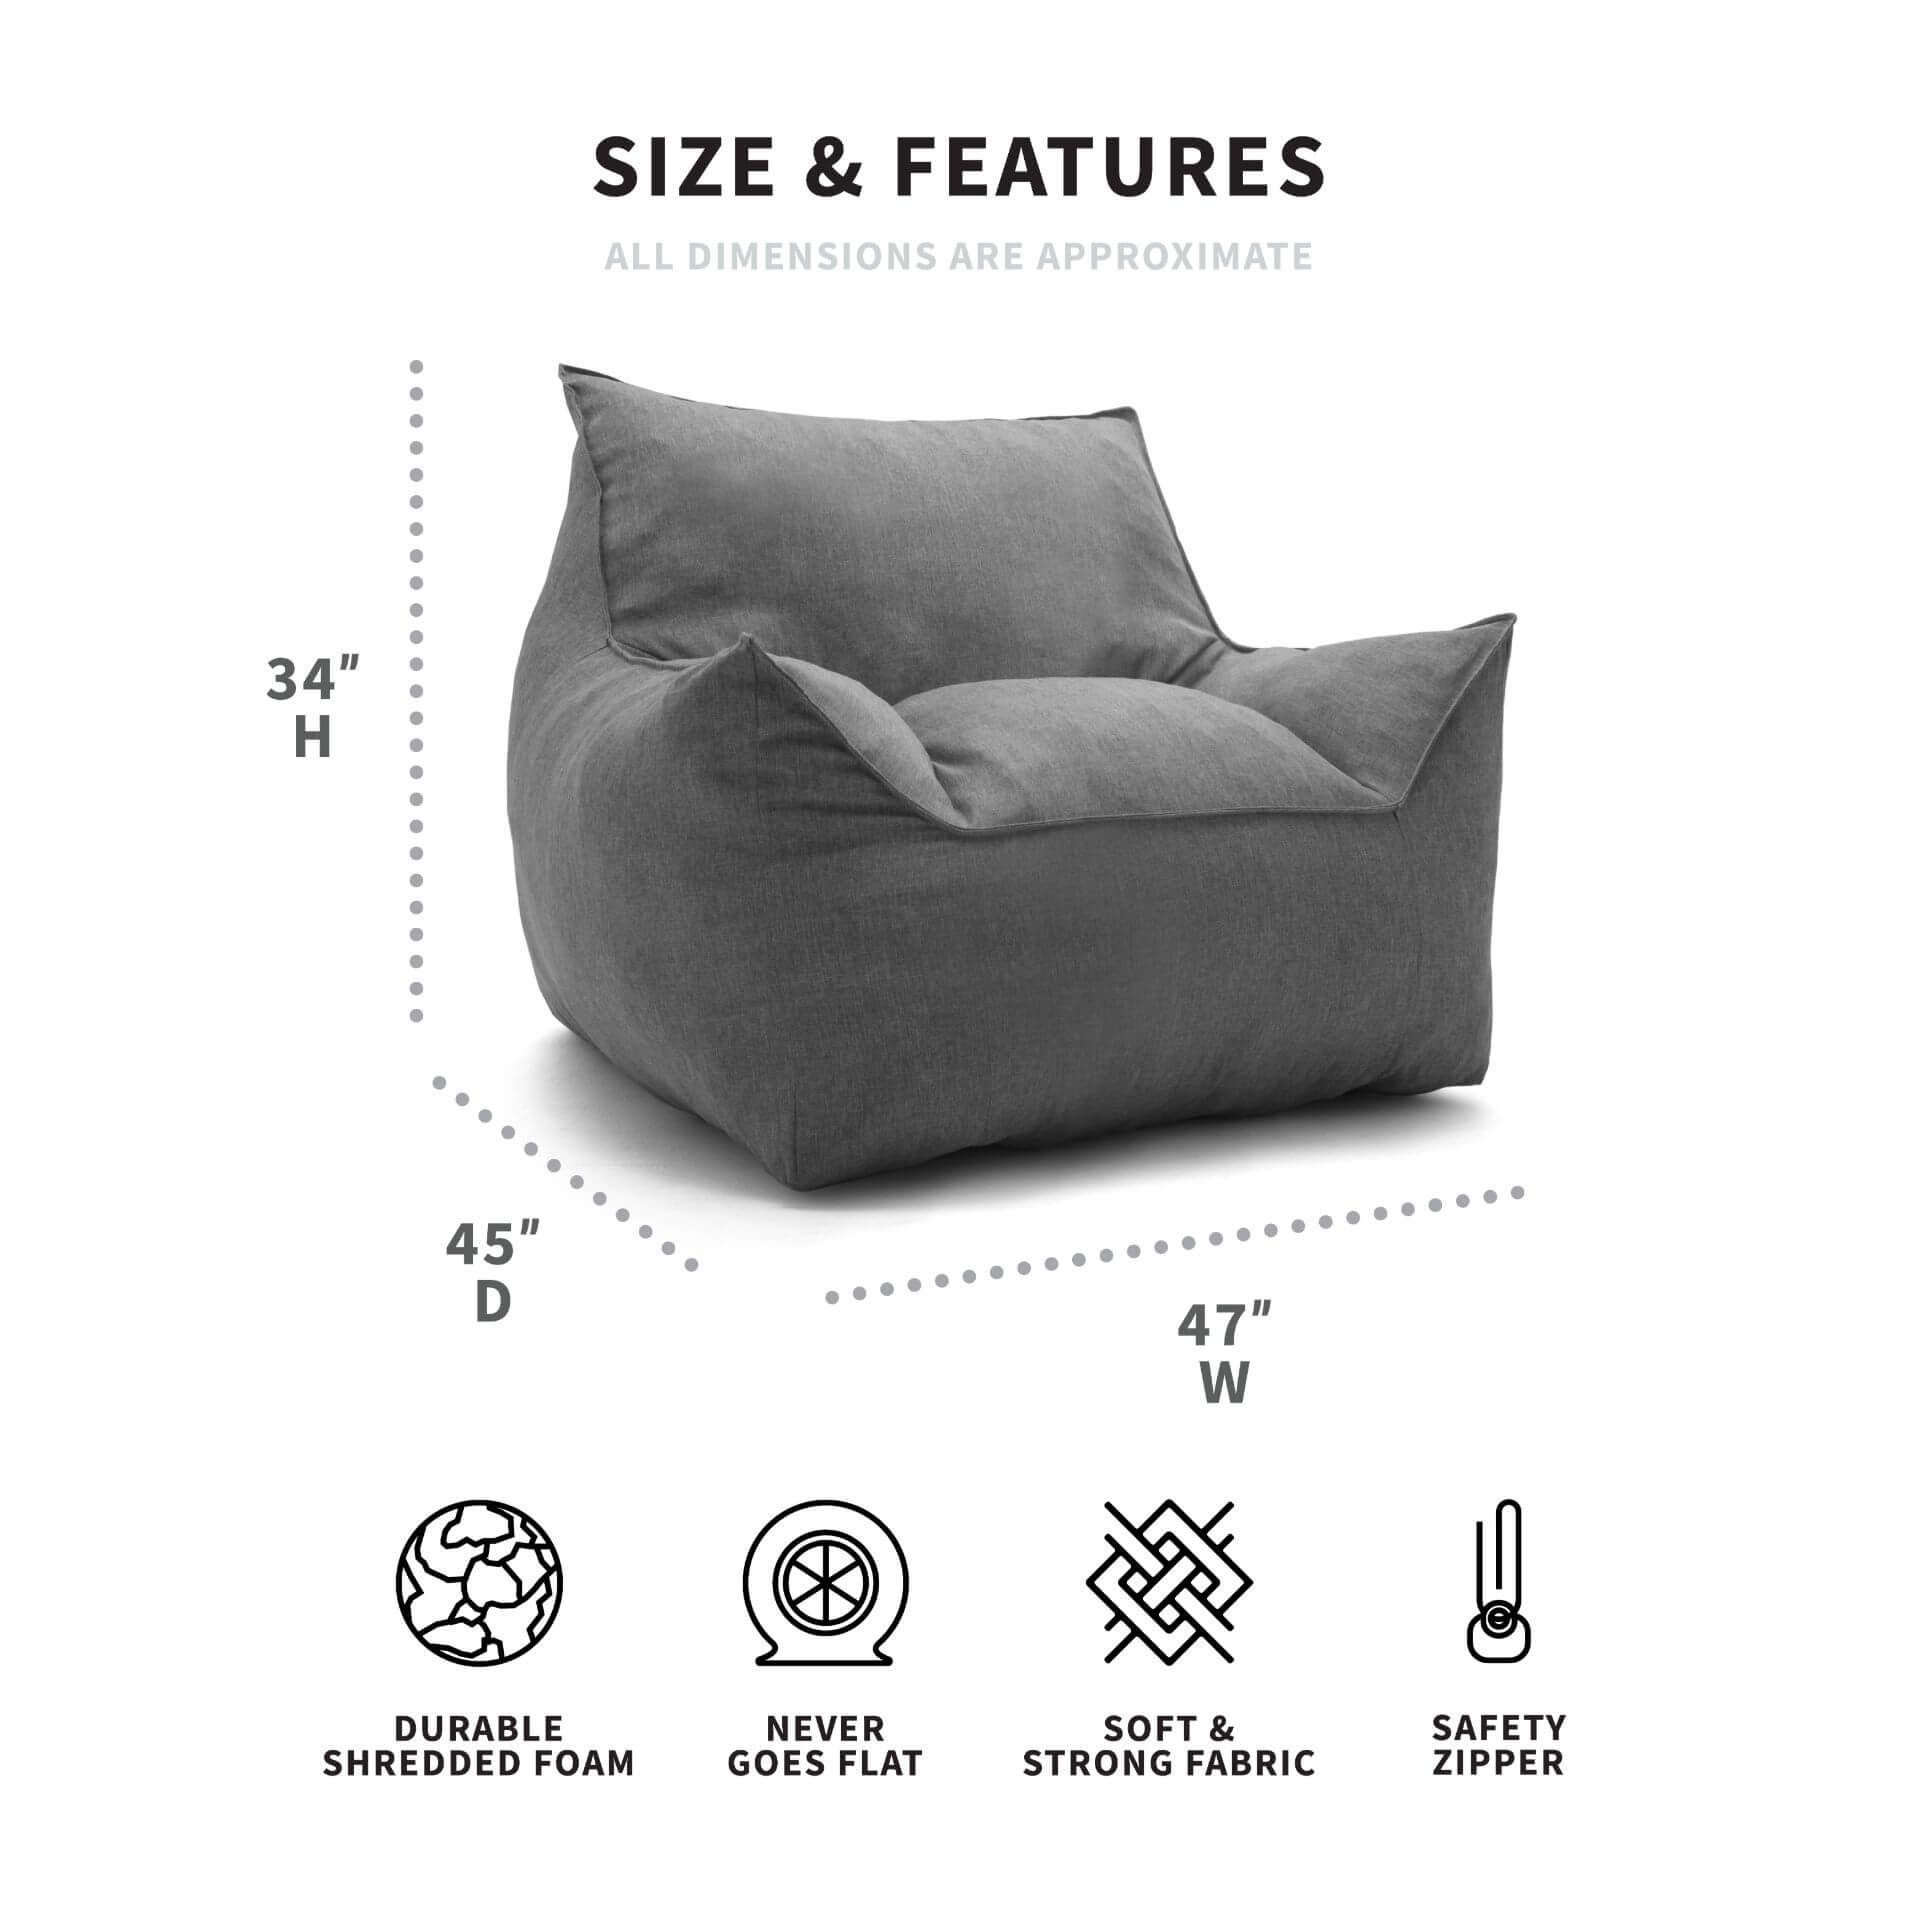 SIZE & FEATURES
ALL DIMENSIONS ARE APPROXIMATE
34"
H
45"
D
47"
W
DURABLE
SHREDDED FOAM
NEVER
GOES FLAT
SOFT &
STRONG FABRIC
SAFETY
ZIPPER